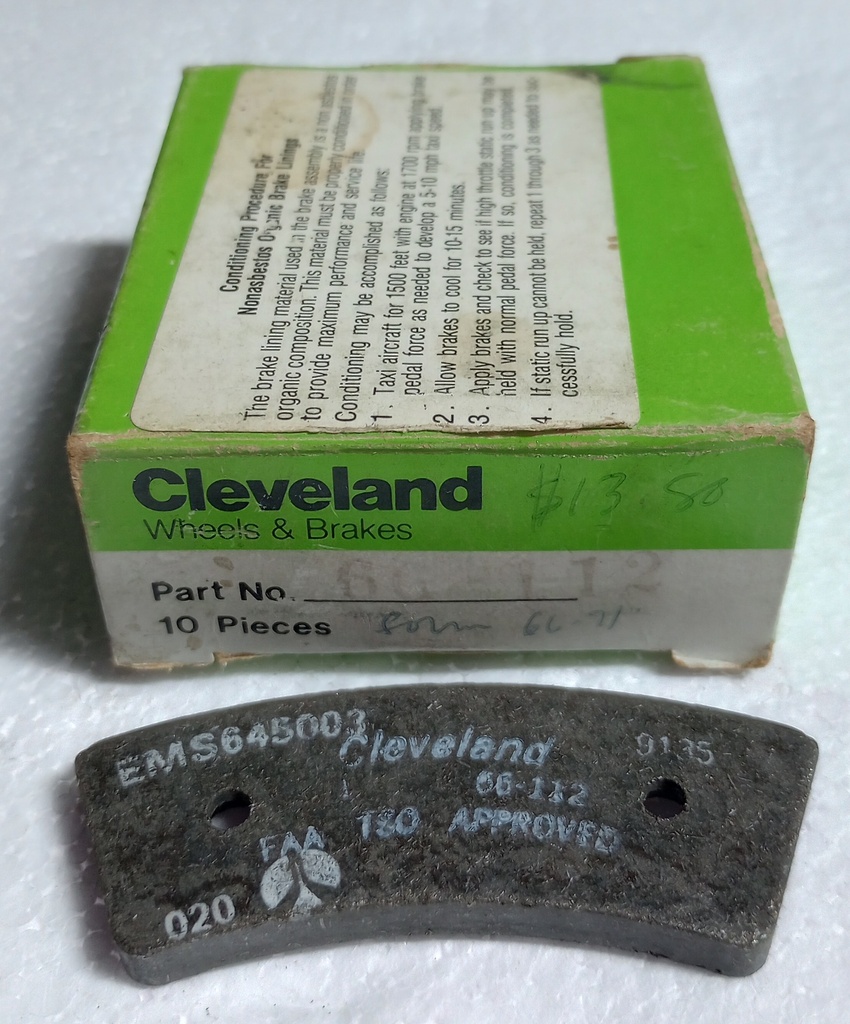 Conditioning Procedure For
Nonasbestos Organic Brake Linings
The brake lining material used in the brake assembly is a non asbestos
organic composition. This material must be properly conditioned in order
to provide maximum performance and service life.
Conditioning may be accomplished as follows:
1. Taxi aircraft for 1500 feet with engine at 1700 rpm applying brake
pedal force as needed to develop a 5-10 mph taxi speed.
2. Allow brakes to cool for 10-15 minutes.
3. Apply brakes and check to see if high throttle static run up may be
held with normal pedal force. If so, conditioning is completed.
4. If static run up cannot be held, repeat 1 through 3 as needed to suc-
cessfully hold.
Cleveland $13.50
Wheels & Brakes
Part No. 66-112
10 Pieces
EMS645003 Cleveland 9135
66-112
TSO APPROVED
FAA
020